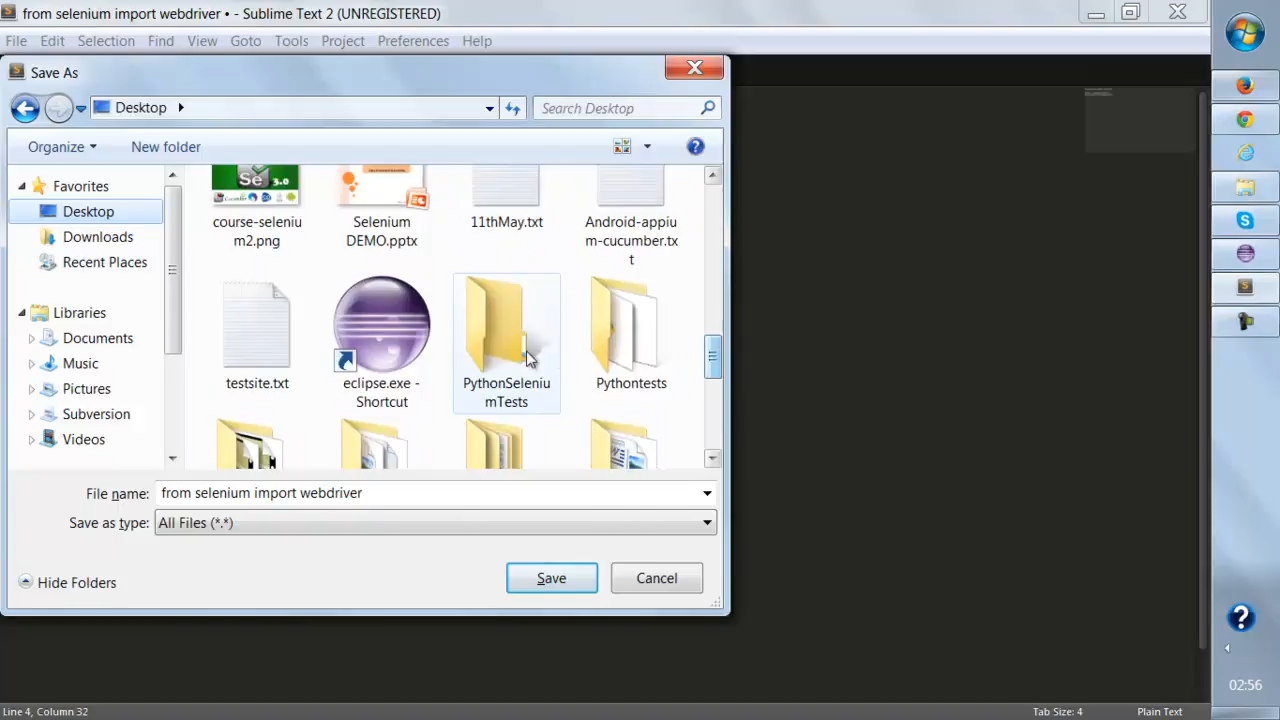 from selenium import webdriver • - Sublime Text 2 (UNREGISTERED)
File Edit Selection Find View Goto Tools Project Preferences Help
Save As
Desktop
Search Desktop
Organize New folder
Favorites
Desktop
Downloads
Recent Places
Libraries
Documents
Music
Pictures
Subversion
Videos
Se 3.0
course-seleniu
m2.png
Selenium
DEMO.pptx
11thMay.txt
Android-appiu
m-cucumber.tx
t
testsite.txt
eclipse.exe -
Shortcut
PythonSeleniu
mTests
Pythontests
File name: from selenium import webdriver
Save as type: All Files (*.*)
Hide Folders
Save
Cancel
02:56
Line 4, Column 32
Tab Size: 4
Plain Text